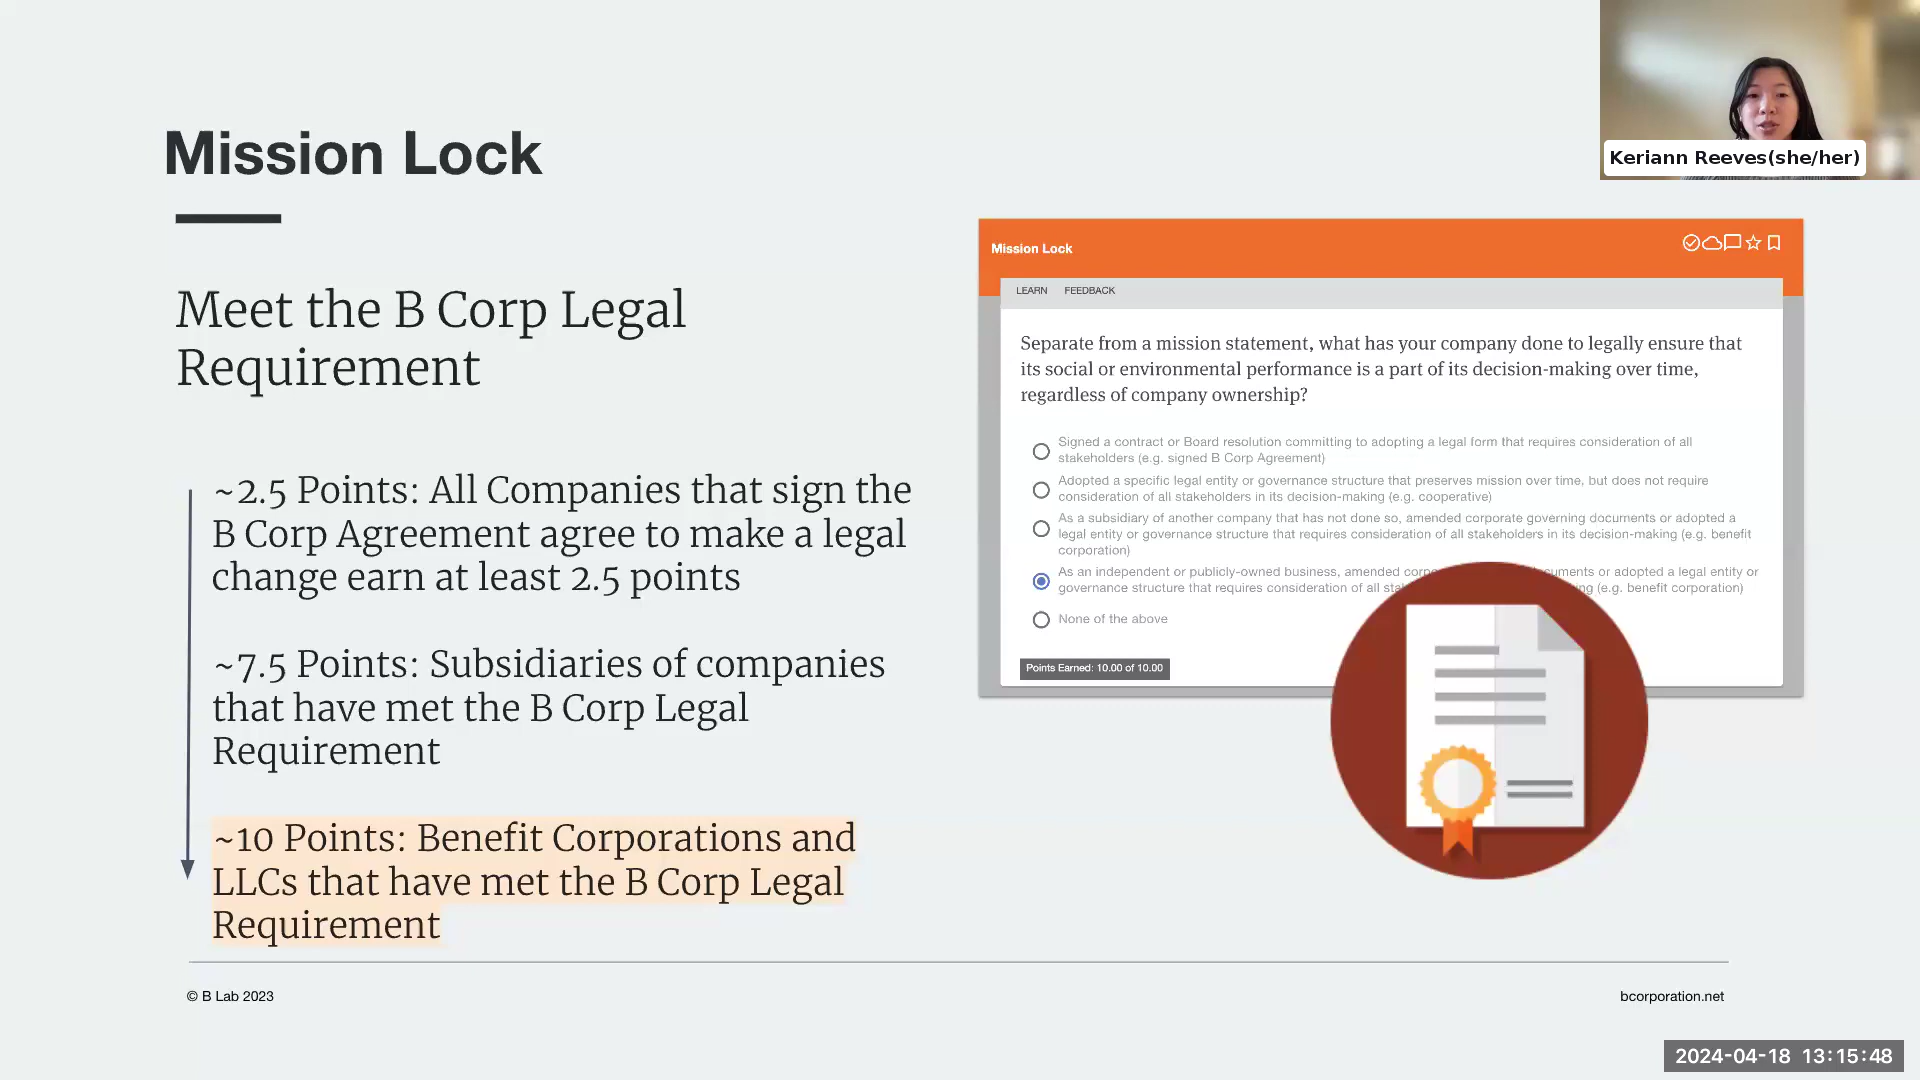 Mission Lock
Meet the B Corp Legal
Requirement
~2.5 Points: All Companies that sign the
B Corp Agreement agree to make a legal
change earn at least 2.5 points
~7.5 Points: Subsidiaries of companies
that have met the B Corp Legal
Requirement
~10 Points: Benefit Corporations and
LLCs that have met the B Corp Legal
Requirement
Keriann Reeves(she/her)
Mission Lock
LEARN FEEDBACK
Separate from a mission statement, what has your company done to legally ensure that
its social or environmental performance is a part of its decision-making over time,
regardless of company ownership?
Signed a contract or Board resolution committing to adopting a legal form that requires consideration of all
stakeholders (e.g. signed B Corp Agreement)
Adopted a specific legal entity or governance structure that preserves mission over time, but does not require
consideration of all stakeholders in its decision-making (e.g. cooperative)
As a subsidiary of another company that has not done so, amended corporate governing documents or adopted a
legal entity or governance structure that requires consideration of all stakeholders in its decision-making (e.g. benefit
corporation)
As an independent or publicly-owned business, amended or adopted a legal entity or
governance structure that requires consideration of all (e.g. benefit corporation)
None of the above
Points Earned: 10.00 of 10.00
© B Lab 2023
bcorporation.net
2024-04-18 13:15:48